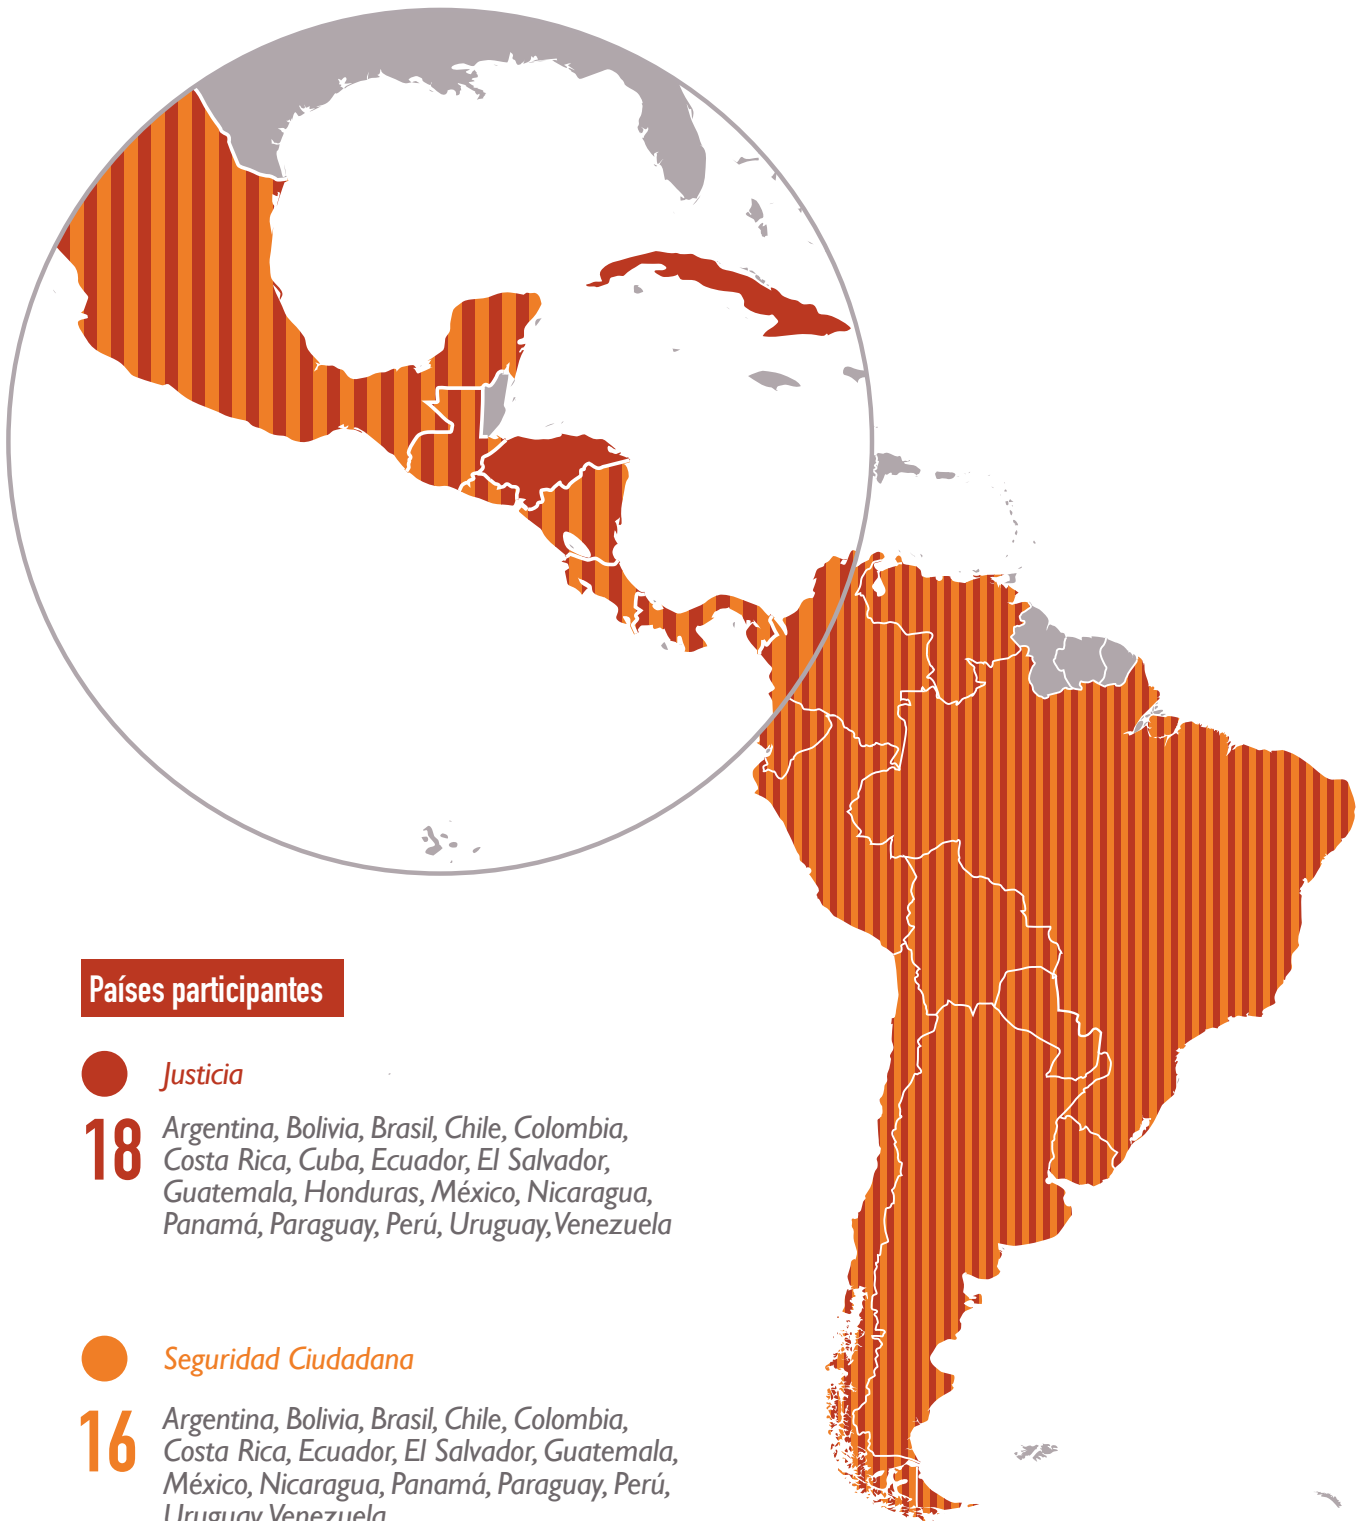 Países participantes
Justicia
18
Argentina, Bolivia, Brasil, Chile, Colombia,
Costa Rica, Cuba, Ecuador, El Salvador,
Guatemala, Honduras, México, Nicaragua,
Panamá, Paraguay, Perú, Uruguay, Venezuela
Seguridad Ciudadana
16
Argentina, Bolivia, Brasil, Chile, Colombia,
Costa Rica, Ecuador, El Salvador, Guatemala,
México, Nicaragua, Panamá, Paraguay, Perú,
Uruguay, Venezuela